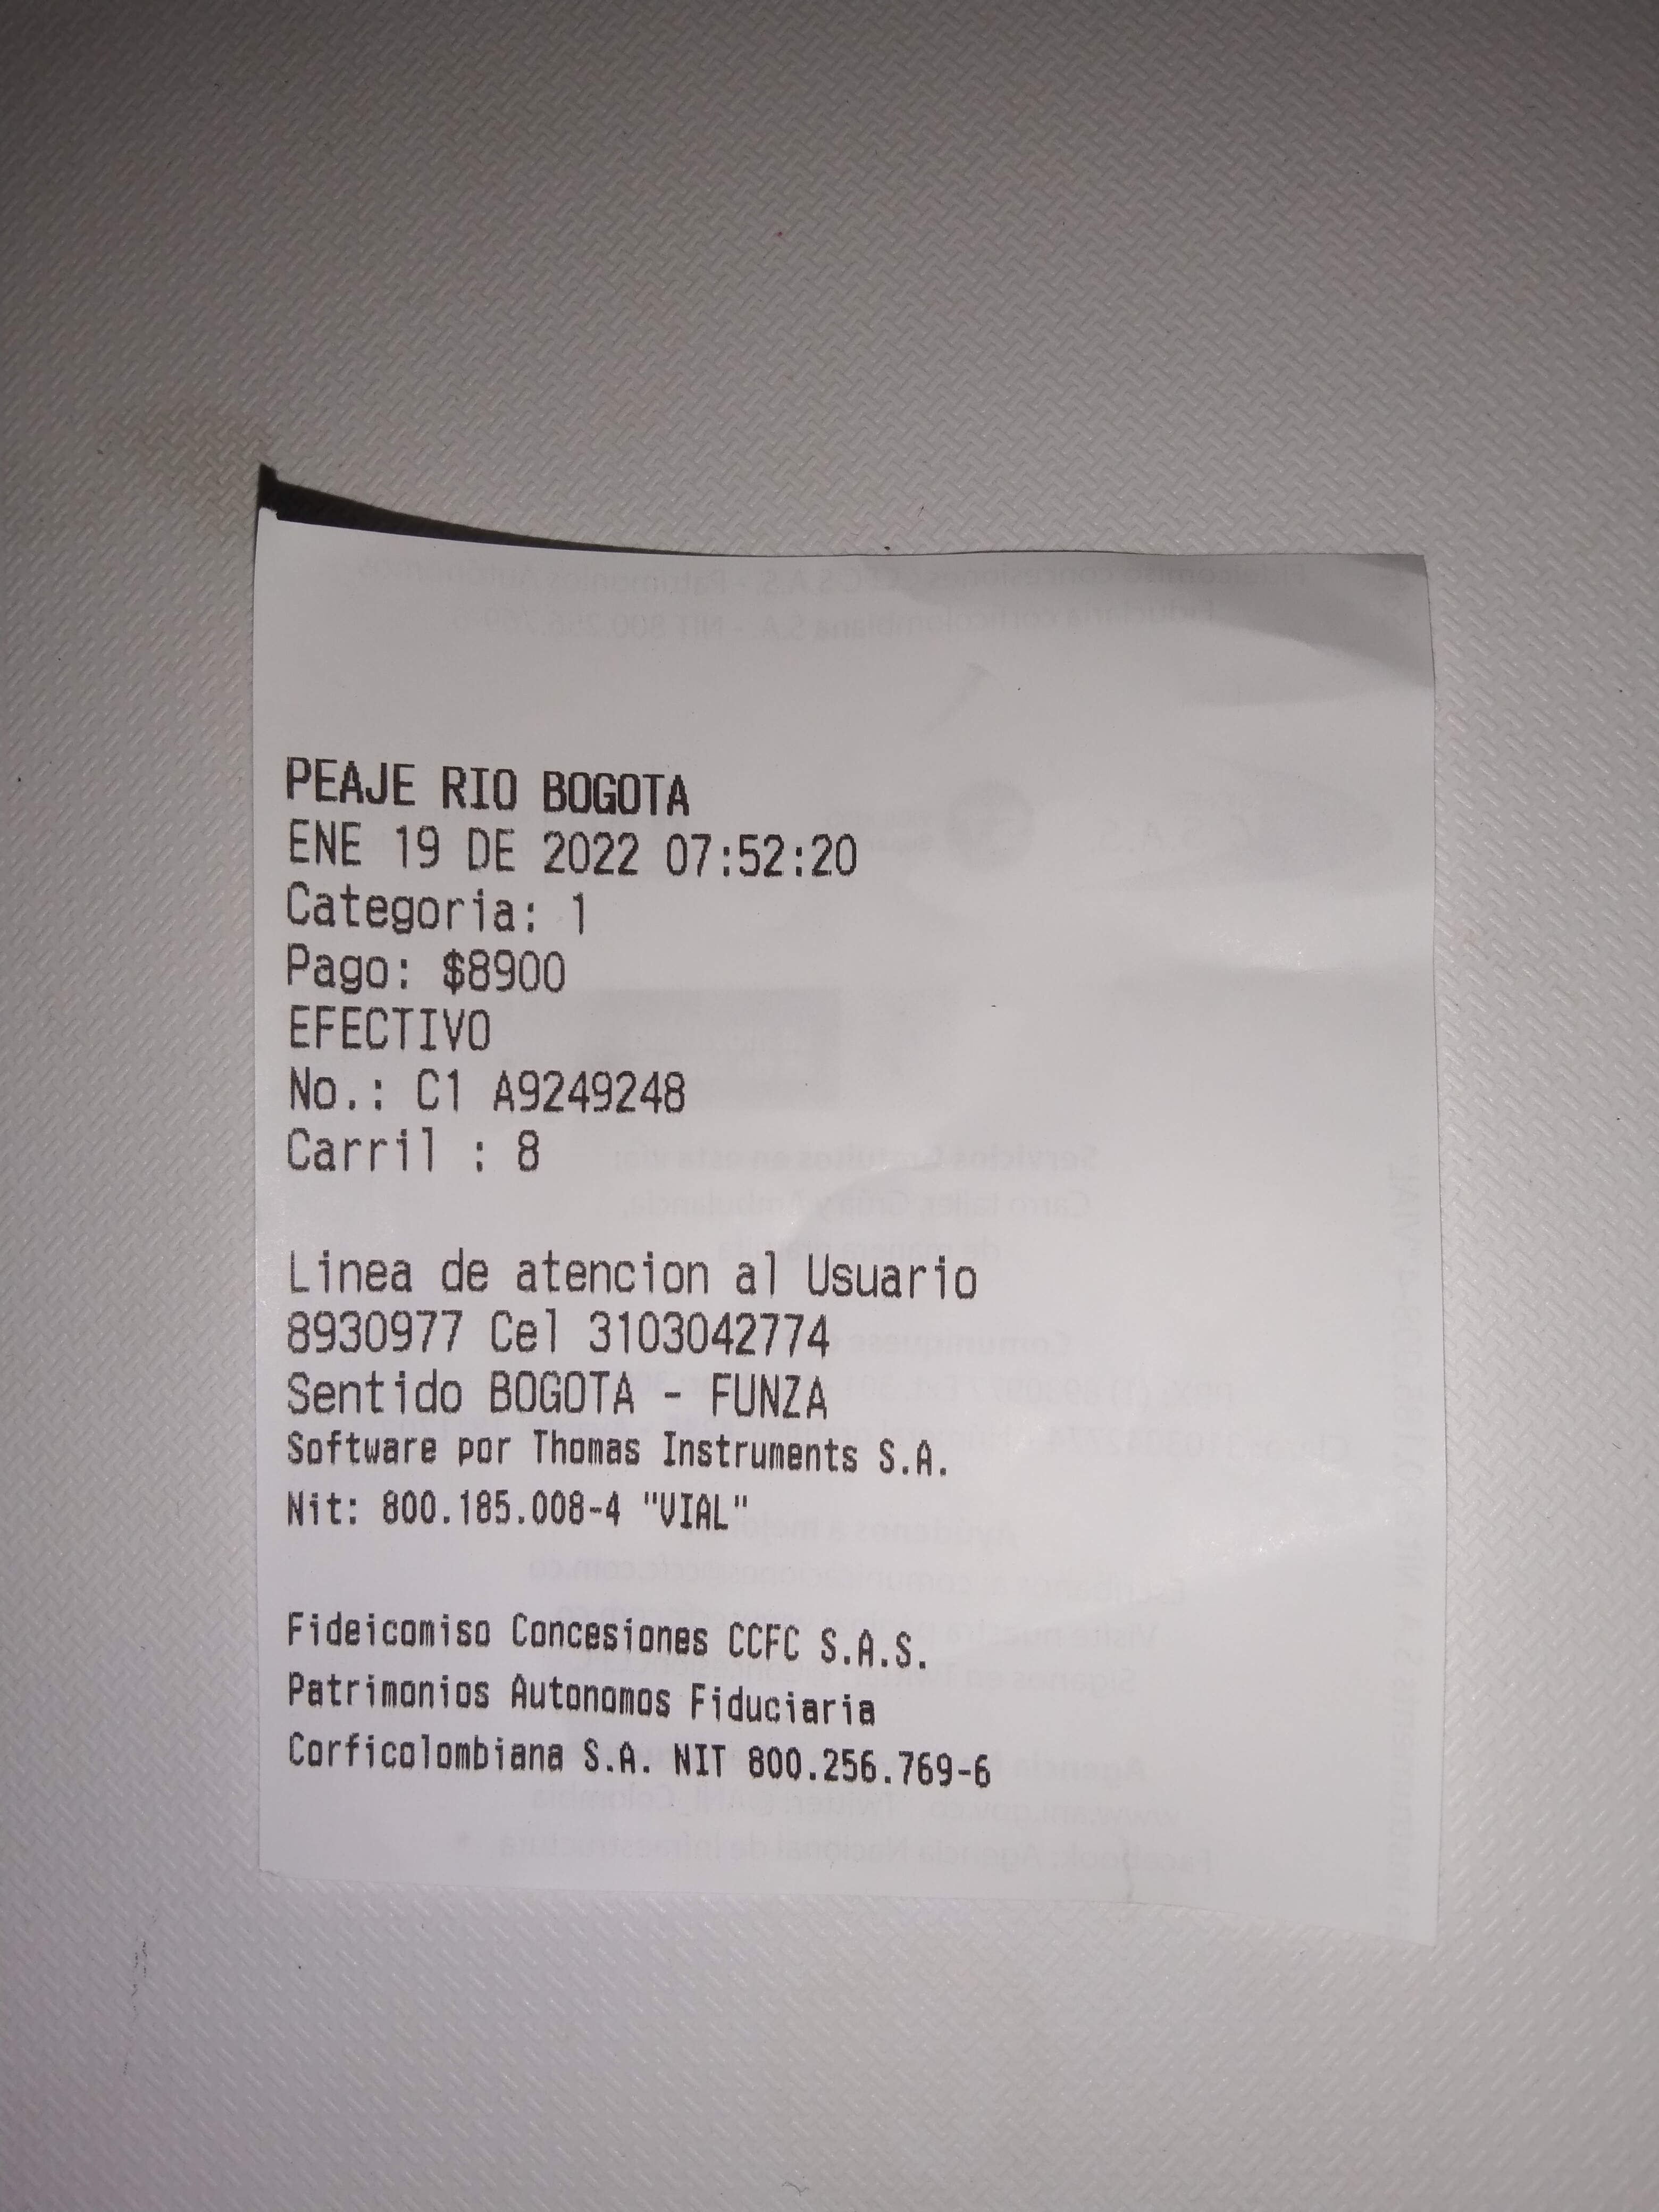 PEAJE RIO BOGOTA
ENE 19 DE 2022 07:52:20
Categoria: 1
Pago: $8900
EFECTIVO
No.: C1 A9249248
Carril : 8
Linea de atencion al Usuario
8930977 Cel 3103042774
Sentido BOGOTA - FUNZA
Software por Thomas Instruments S.A.
Nit: 800.185.008-4 "VIAL"
Fideicomiso Concesiones CCFC S.A.S.
Patrimonios Autonomos Fiduciaria
Corficolombiana S.A. NIT 800.256.769-6